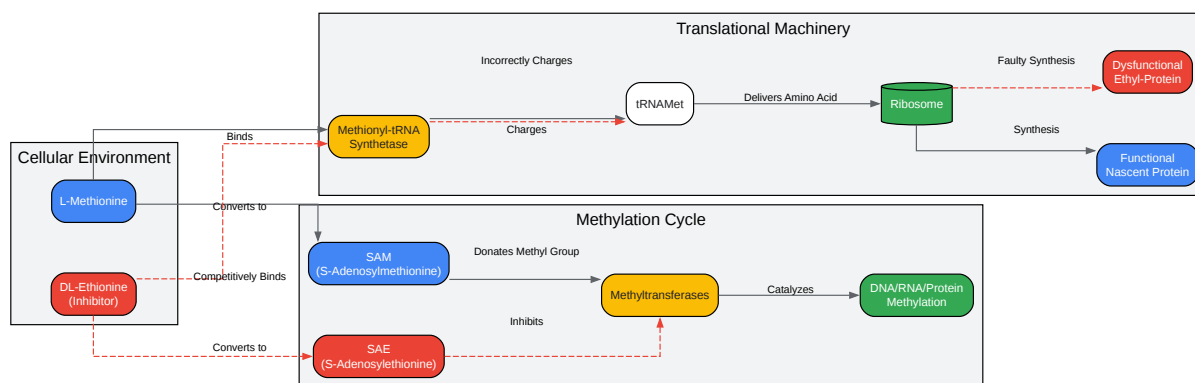 Translational Machinery
Incorrectly Charges
Faulty Synthesis
Dysfunctional
Ethyl-Protein
tRNAMet
Delivers Amino Acid
Ribosome
Binds
Methionyl-tRNA
Synthetase
Charges
Synthesis
Functional
Nascent Protein
Cellular Environment
L-Methionine
Converts to
Methylation Cycle
SAM
(S-Adenosylmethionine)
Donates Methyl Group
DL-Ethionine
(Inhibitor)
Competitively Binds
Methyltransferases
Catalyzes
DNA/RNA/Protein
Methylation
Inhibits
Converts to
SAE
(S-Adenosylethionine)